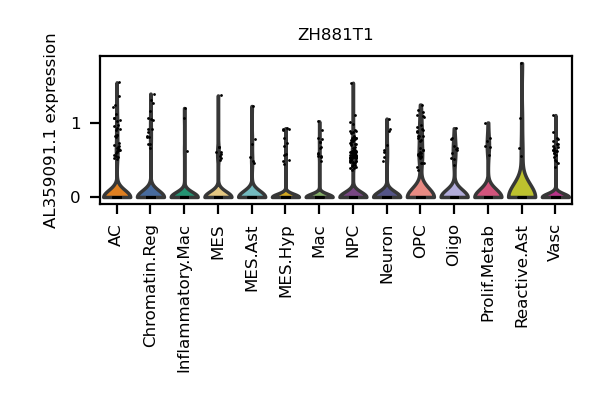 ZH881T1
AL359091.1 expression
1
0
AC
Chromatin.Reg
Inflammatory.Mac
MES
MES.Ast
MES.Hyp
Mac
NPC
Neuron
OPC
Oligo
Prolif.Metab
Reactive.Ast
Vasc